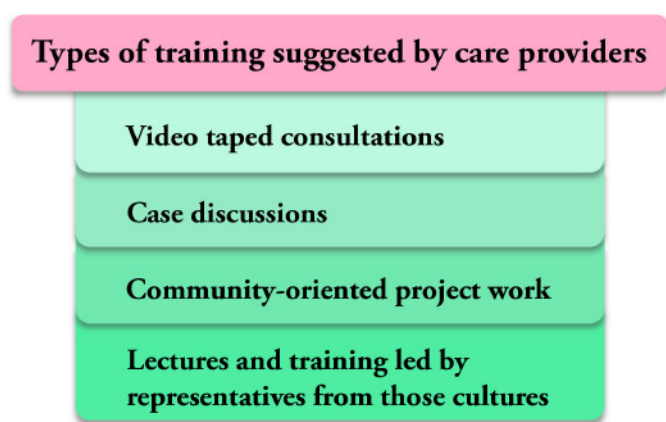 Types of training suggested by care providers
Video taped consultations
Case discussions
Community-oriented project work
Lectures and training led by
representatives from those cultures